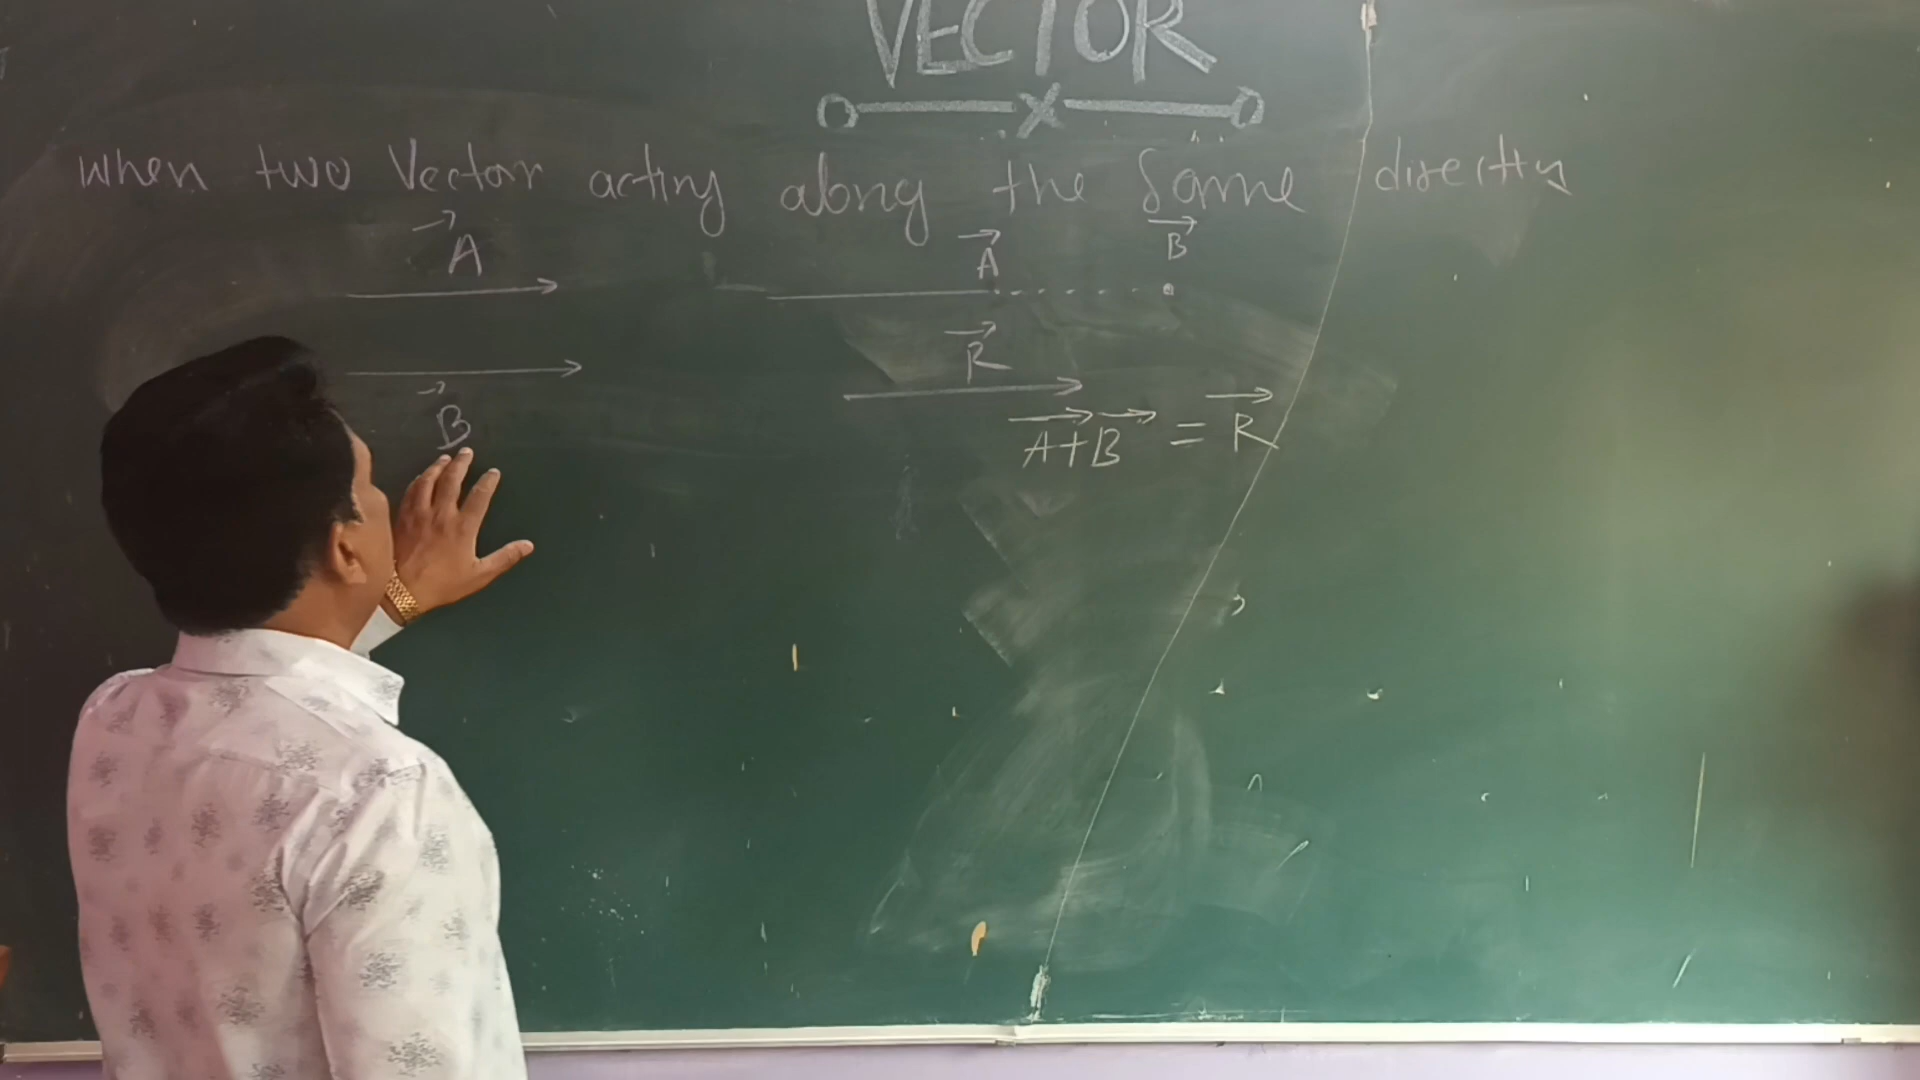 VECTOR
When two Vector acting along the Same direction
A→ A→ B→
R→
B→ A→+B→ = R→